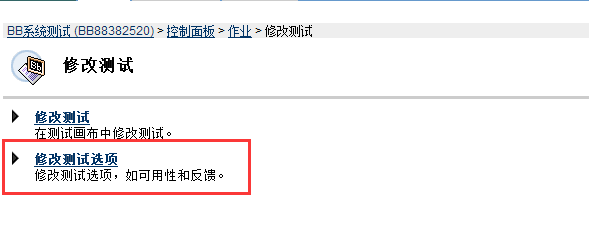 BB系统测试 (BB88382520) > 控制面板 > 作业 > 修改测试
Bb
修改测试
修改测试
在测试画布中修改测试。
修改测试选项
修改测试选项，如可用性和反馈。